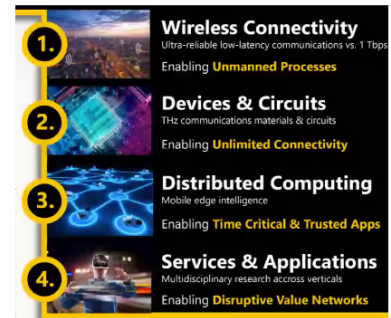 1.
Wireless Connectivity
Ultra-reliable low-latency communications vs. 1 Tbps
Enabling Unmanned Processes
2.
Devices & Circuits
THz communications materials & circuits
Enabling Unlimited Connectivity
3.
Distributed Computing
Mobile edge intelligence
Enabling Time Critical & Trusted Apps
4.
Services & Applications
Multidisciplinary research accross verticals
Enabling Disruptive Value Networks